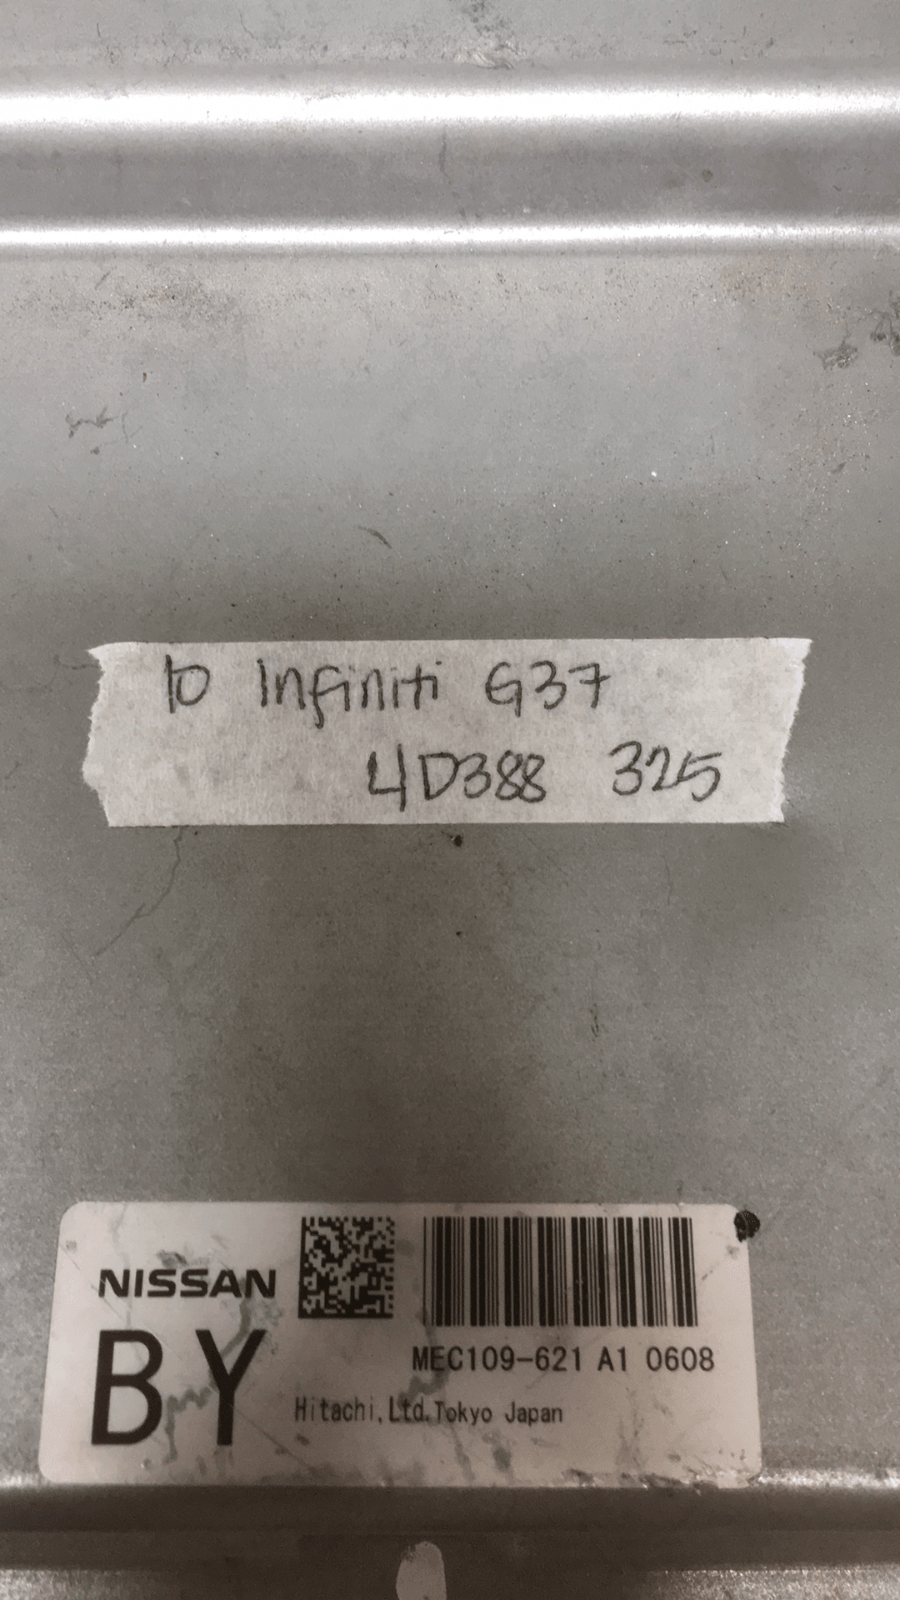 10 Infiniti G37
4D388 325
NISSAN
BY
MEC109-621 A1 0608
Hitachi,Ltd.Tokyo Japan